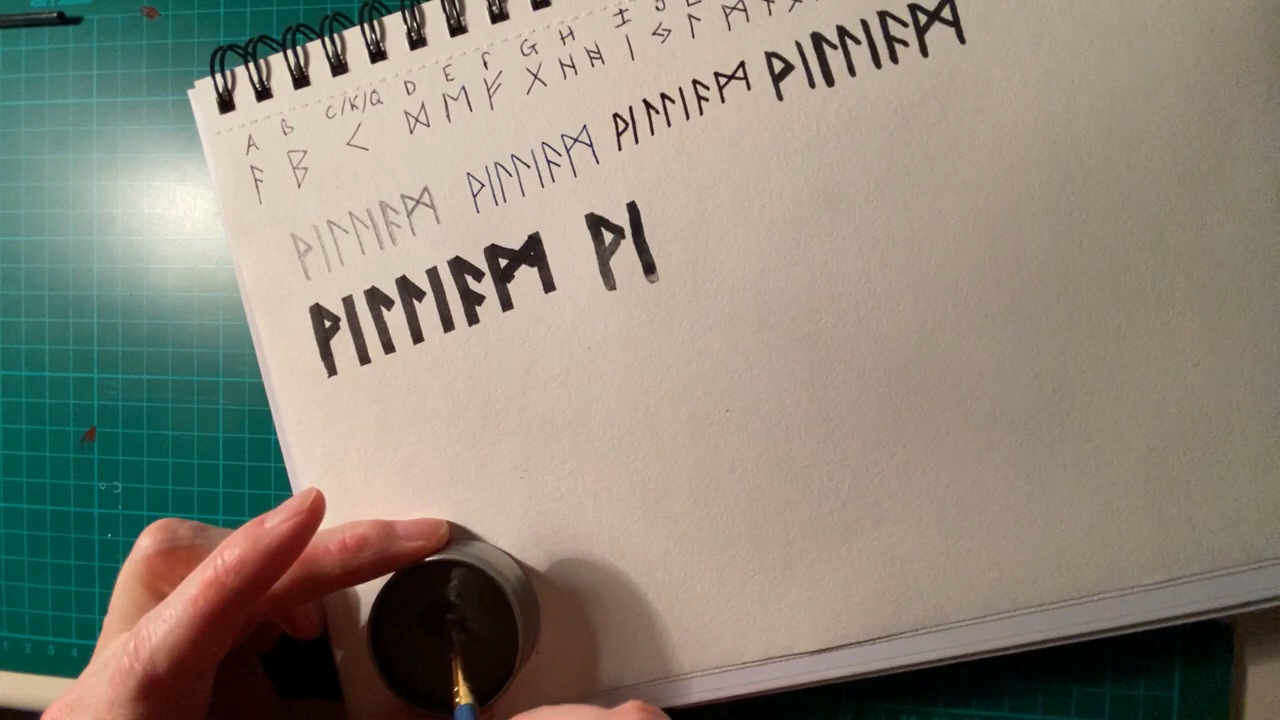 A B C/K/Q D E F G H I
ᚨ ᛒ ᚲ ᛞ ᛖ ᚠ ᚷ ᚺ ᚻ ᛁ ᛃ ᛚ ᛗ
ᚹᛁᛚᛚᛁᚨᛗ ᚹᛁᛚᛚᛁᚨᛗ ᚹᛁᛚᛚᛁᚨᛗ ᚹᛁᛚᛚᛁᚨᛗ
ᚹᛁᛚᛚᛁᚨᛗ ᚹᛁ